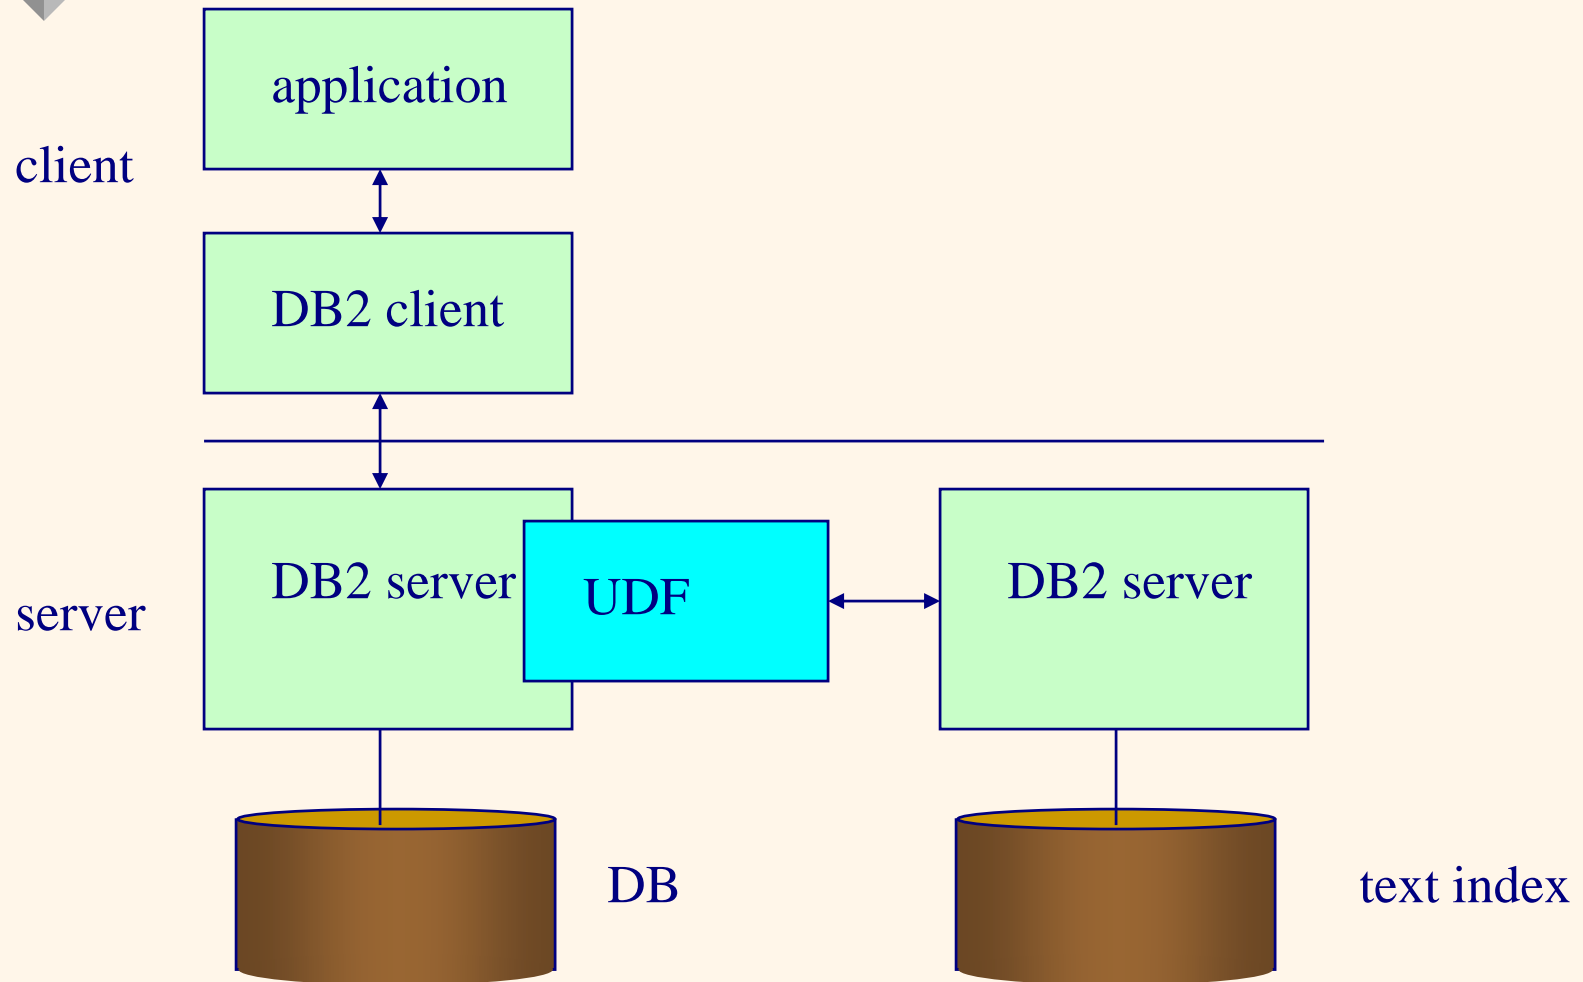 application
client
DB2 client
DB2 server
UDF
DB2 server
server
DB
text index